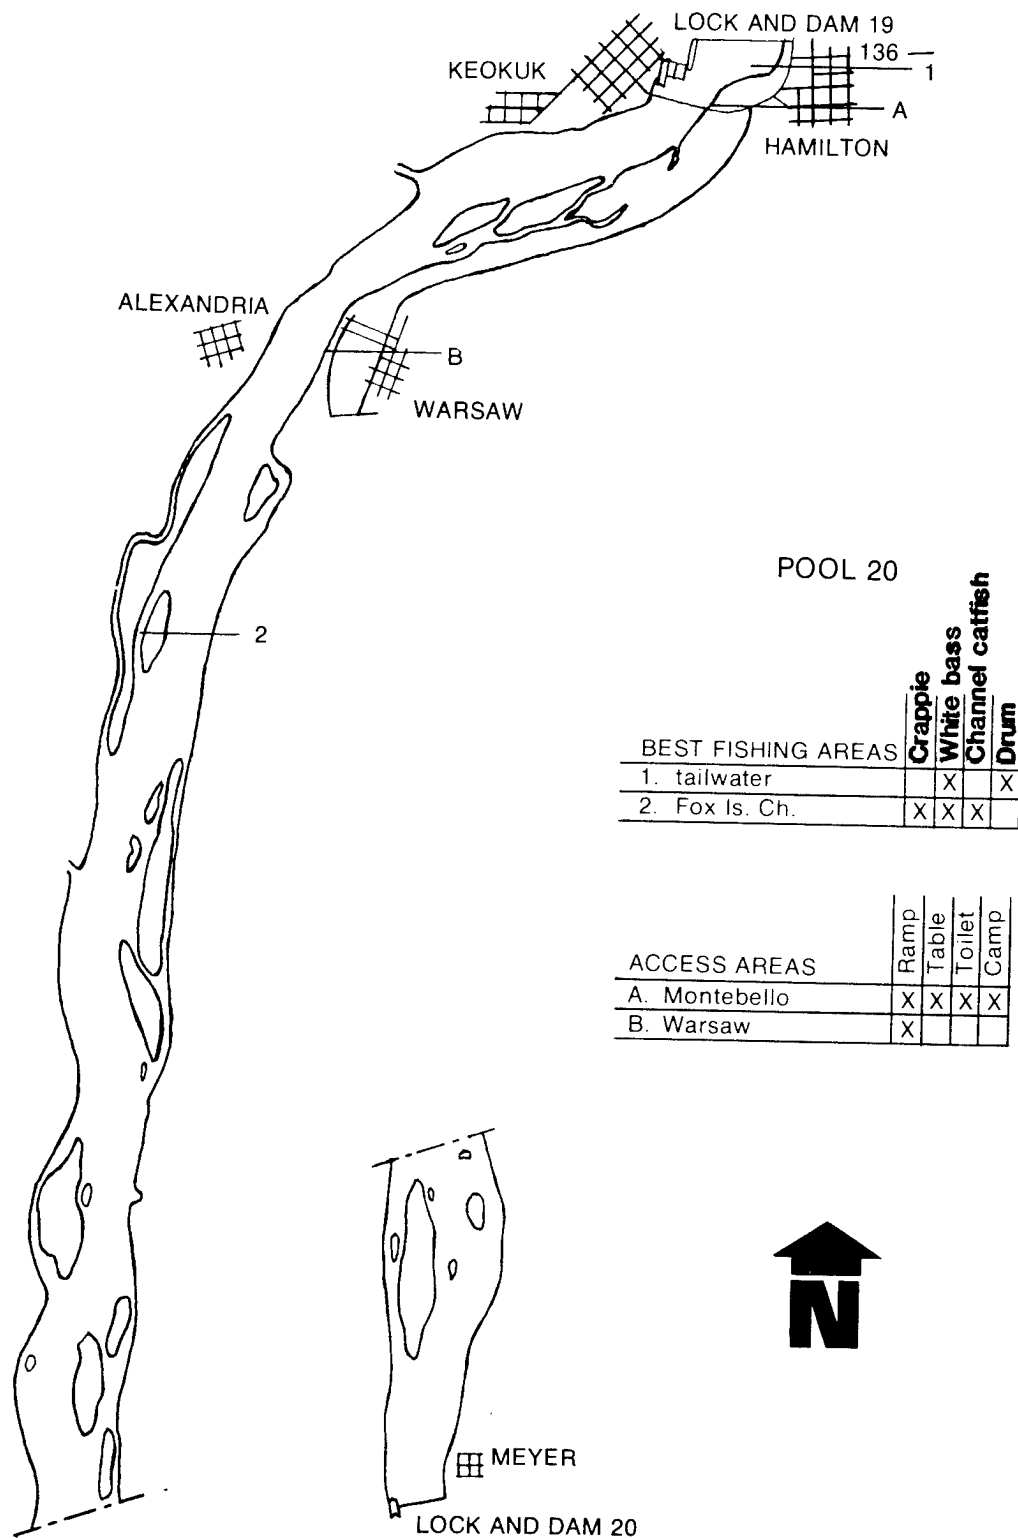 LOCK AND DAM 19
136
KEOKUK
1
A
HAMILTON
ALEXANDRIA
B
WARSAW
2
POOL 20
BEST FISHING AREAS Crappie White bass Channel catfish Drum
1. tailwater X X
2. Fox Is. Ch. X X X
ACCESS AREAS Ramp Table Toilet Camp
A. Montebello X X X X
B. Warsaw X
N
MEYER
LOCK AND DAM 20